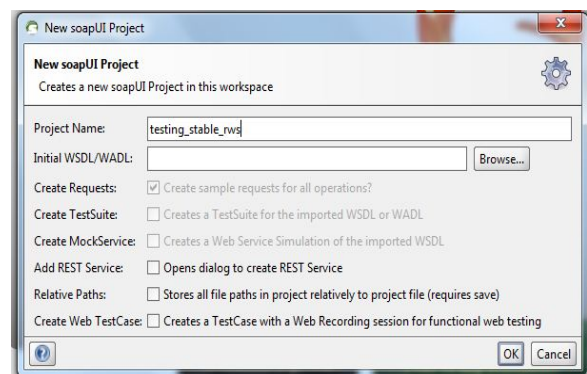 New soapUI Project
New soapUI Project
Creates a new soapUI Project in this workspace
Project Name: testing_stable_rws
Initial WSDL/WADL: Browse...
Create Requests: Create sample requests for all operations?
Create TestSuite: Creates a TestSuite for the imported WSDL or WADL
Create MockService: Creates a Web Service Simulation of the imported WSDL
Add REST Service: Opens dialog to create REST Service
Relative Paths: Stores all file paths in project relatively to project file (requires save)
Create Web TestCase: Creates a TestCase with a Web Recording session for functional web testing
? OK Cancel